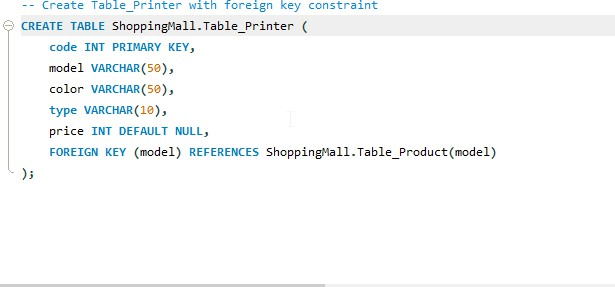 -- Create Table_Printer with foreign key constraint
CREATE TABLE ShoppingMall.Table_Printer (
code INT PRIMARY KEY,
model VARCHAR(50),
color VARCHAR(50),
type VARCHAR(10),
price INT DEFAULT NULL,
FOREIGN KEY (model) REFERENCES ShoppingMall.Table_Product(model)
);